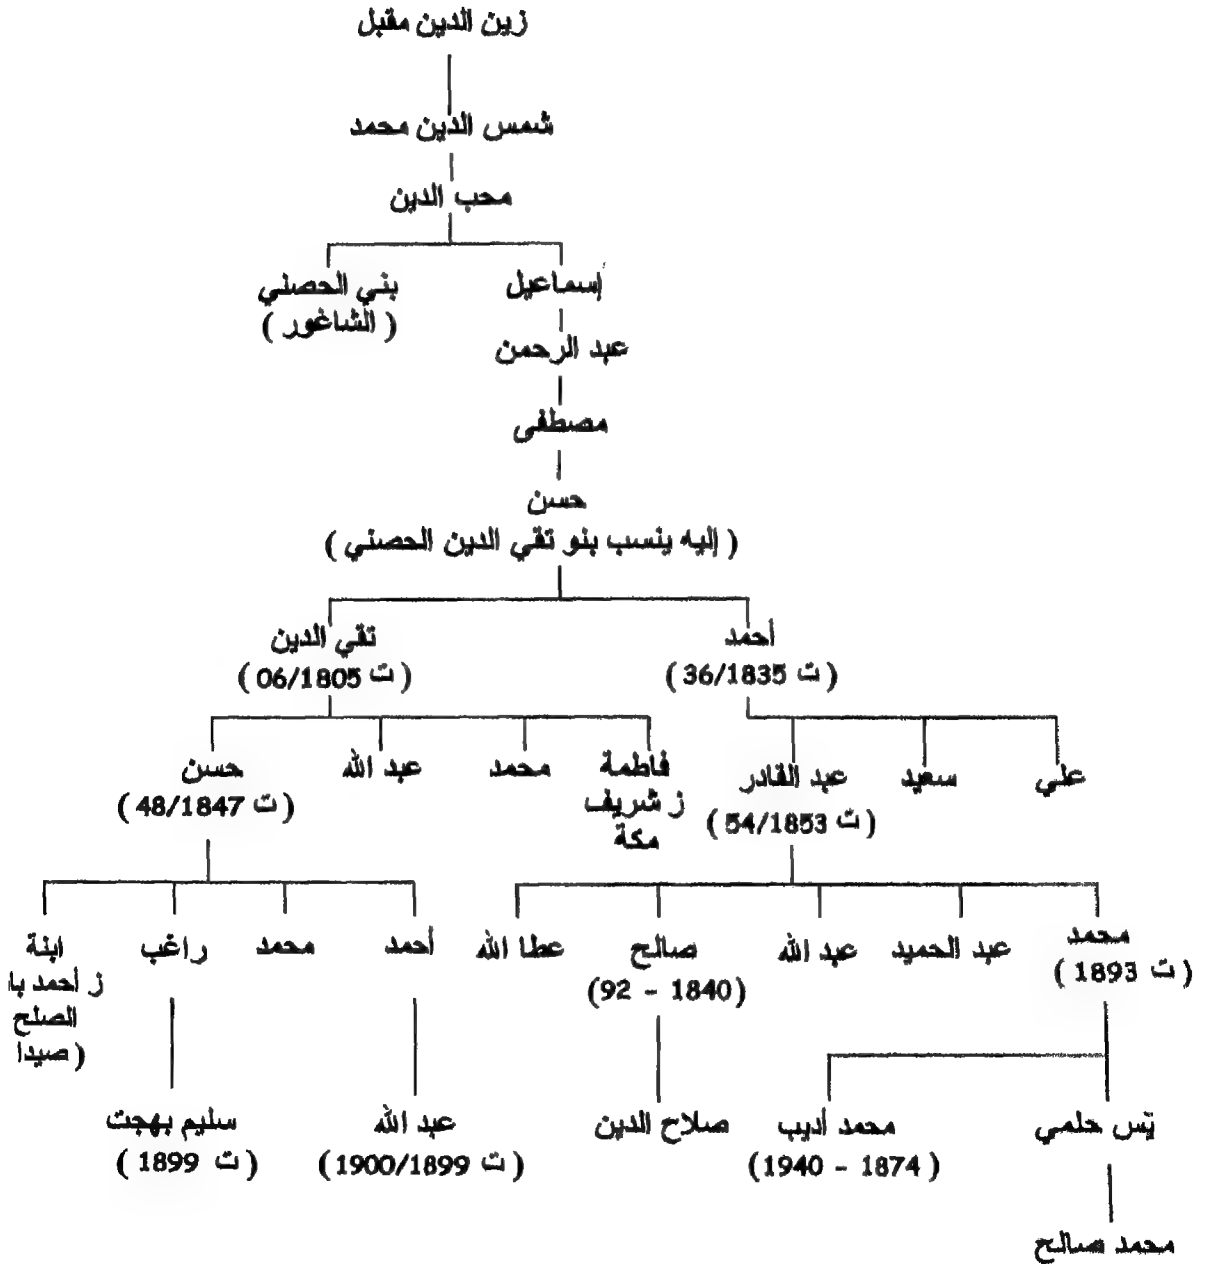 زين الدين مقبل
شمس الدين محمد
محب الدين
إسماعيل
بني الحصني
( الشاغور )
عبد الرحمن
مصطفى
حسن
( إليه ينسب بنو تقي الدين الحصني )
أحمد
( ت 36/1835 )
تقي الدين
( ت 06/1805 )
علي
سعيد
عبد القادر
( ت 54/1853 )
فاطمة
ز شريف
مكة
محمد
عبد الله
حسن
( ت 48/1847 )
محمد
( ت 1893 )
عبد الحميد
عبد الله
صالح
(1840 - 92)
عطا الله
أحمد
محمد
راغب
ابنة
ز أحمد با
الصلح
( صيدا
يٓس حلمي
محمد أديب
( 1874 - 1940)
صلاح الدين
عبد الله
( ت 1900/1899)
سليم بهجت
( ت 1899 )
محمد صالح